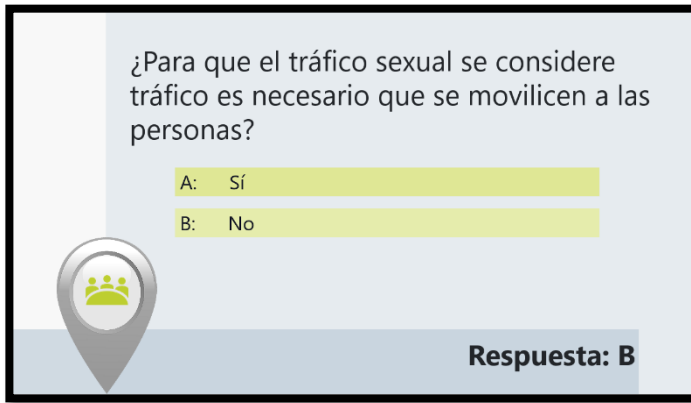 ¿Para que el tráfico sexual se considere
tráfico es necesario que se movilicen a las
personas?
A: Sí
B: No
Respuesta: B